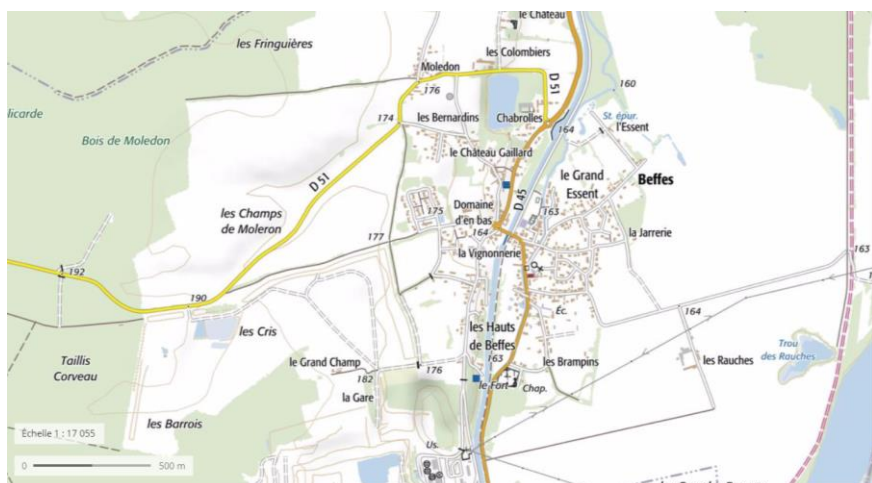 le Château
les Fringuières
les Colombiers
Moledon
D 51
176
160
licarde
174
les Bernardins
Chabrolles
St. épur.
l'Essent
164
Bois de Moledon
le Château Gaillard
D 51
le Grand
Essent
Beffes
D 45
les Champs
de Moleron
175
Domaine
d'en bas
163
177
164
la Jarrerie
la Vignonnerie
163
192
190
Éc.
164
les Cris
les Hauts
de Beffes
Trou
des Rauches
Taillis
Corveau
le Grand Champ
176
163
les Brampins
les Rauches
182
le Fort
Chap.
la Gare
les Barrois
Échelle 1 : 17 055
Us.
0
500 m